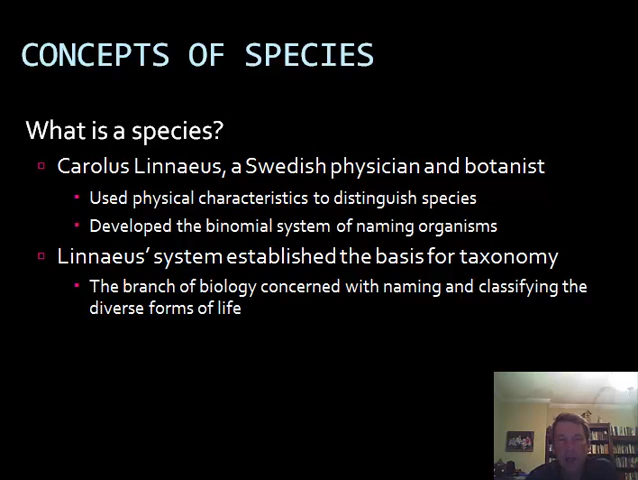 CONCEPTS OF SPECIES
What is a species?
Carolus Linnaeus, a Swedish physician and botanist
Used physical characteristics to distinguish species
Developed the binomial system of naming organisms
Linnaeus’ system established the basis for taxonomy
The branch of biology concerned with naming and classifying the
diverse forms of life